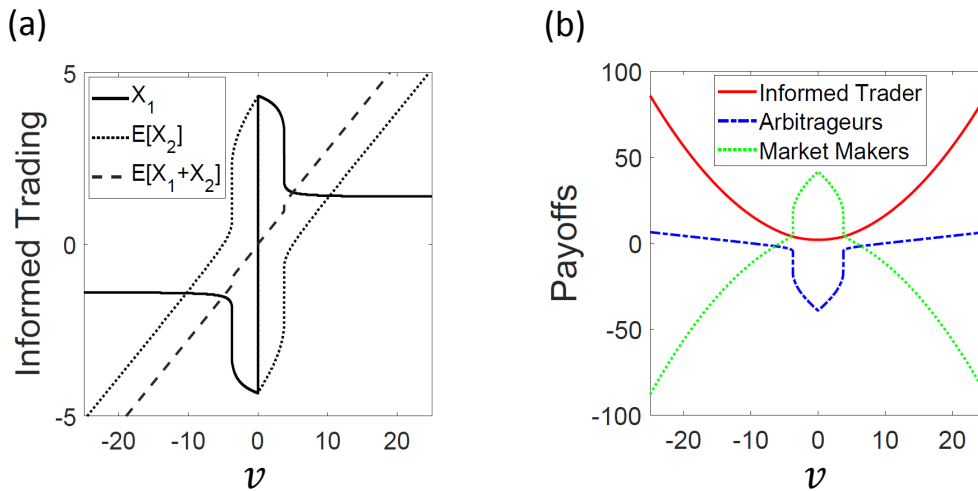 (a)
Informed Trading
5
0
-5
X₁
E[X₂]
E[X₁+X₂]
-20 -10 0 10 20
v
(b)
Payoffs
100
50
0
-50
-100
Informed Trader
Arbitrageurs
Market Makers
-20 -10 0 10 20
v